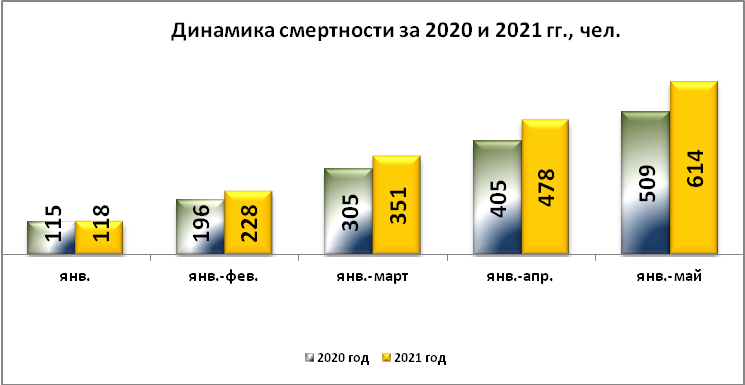 Динамика смертности за 2020 и 2021 гг., чел.
115 118 196 228 305 351 405 478 509 614
янв. янв.-фев. янв.-март янв.-апр. янв.-май
2020 год 2021 год